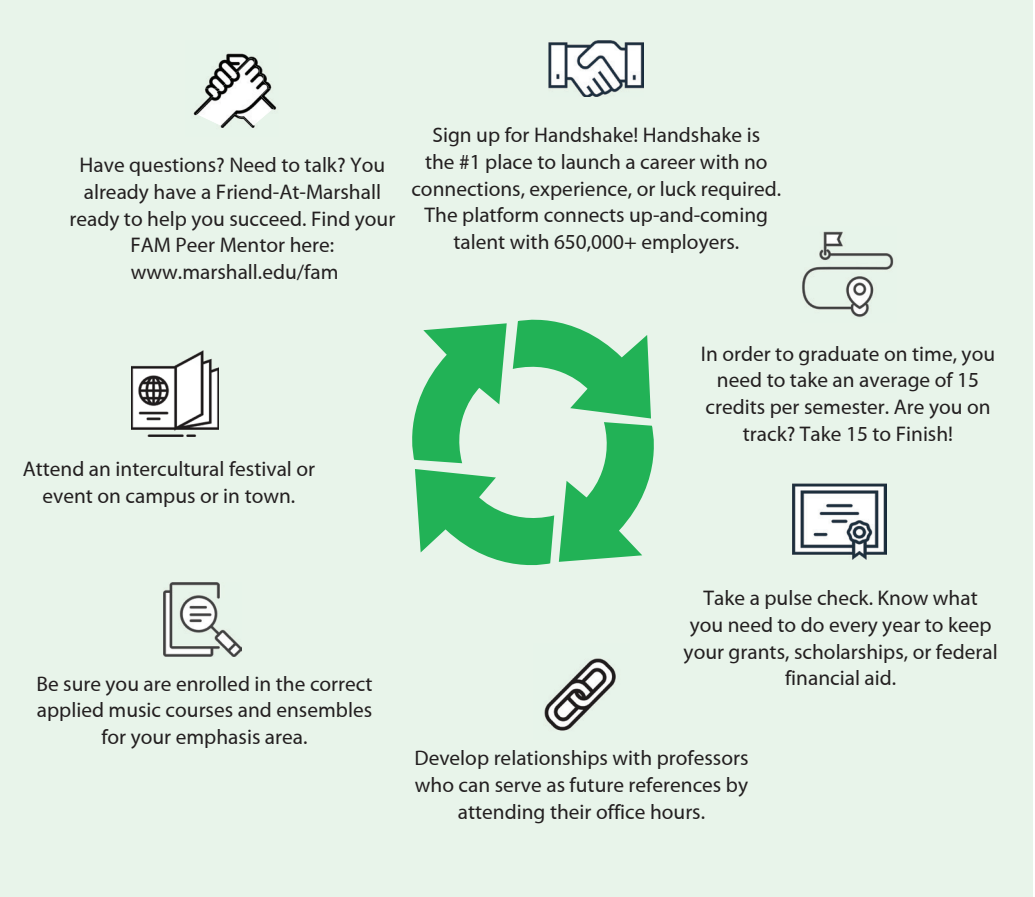 Have questions? Need to talk? You
already have a Friend-At-Marshall
ready to help you succeed. Find your
FAM Peer Mentor here:
www.marshall.edu/fam
Sign up for Handshake! Handshake is
the #1 place to launch a career with no
connections, experience, or luck required.
The platform connects up-and-coming
talent with 650,000+ employers.
In order to graduate on time, you
need to take an average of 15
credits per semester. Are you on
track? Take 15 to Finish!
Attend an intercultural festival or
event on campus or in town.
Take a pulse check. Know what
you need to do every year to keep
your grants, scholarships, or federal
financial aid.
Be sure you are enrolled in the correct
applied music courses and ensembles
for your emphasis area.
Develop relationships with professors
who can serve as future references by
attending their office hours.